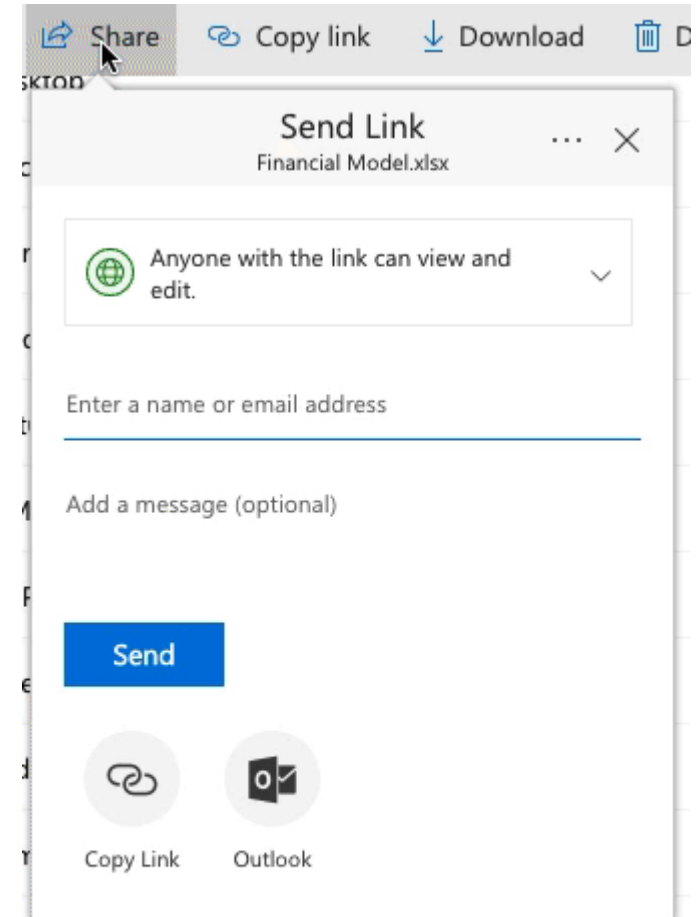 Share Copy link Download D
sktop
Send Link
Financial Model.xlsx
Anyone with the link can view and
edit.
Enter a name or email address
Add a message (optional)
Send
Copy Link Outlook